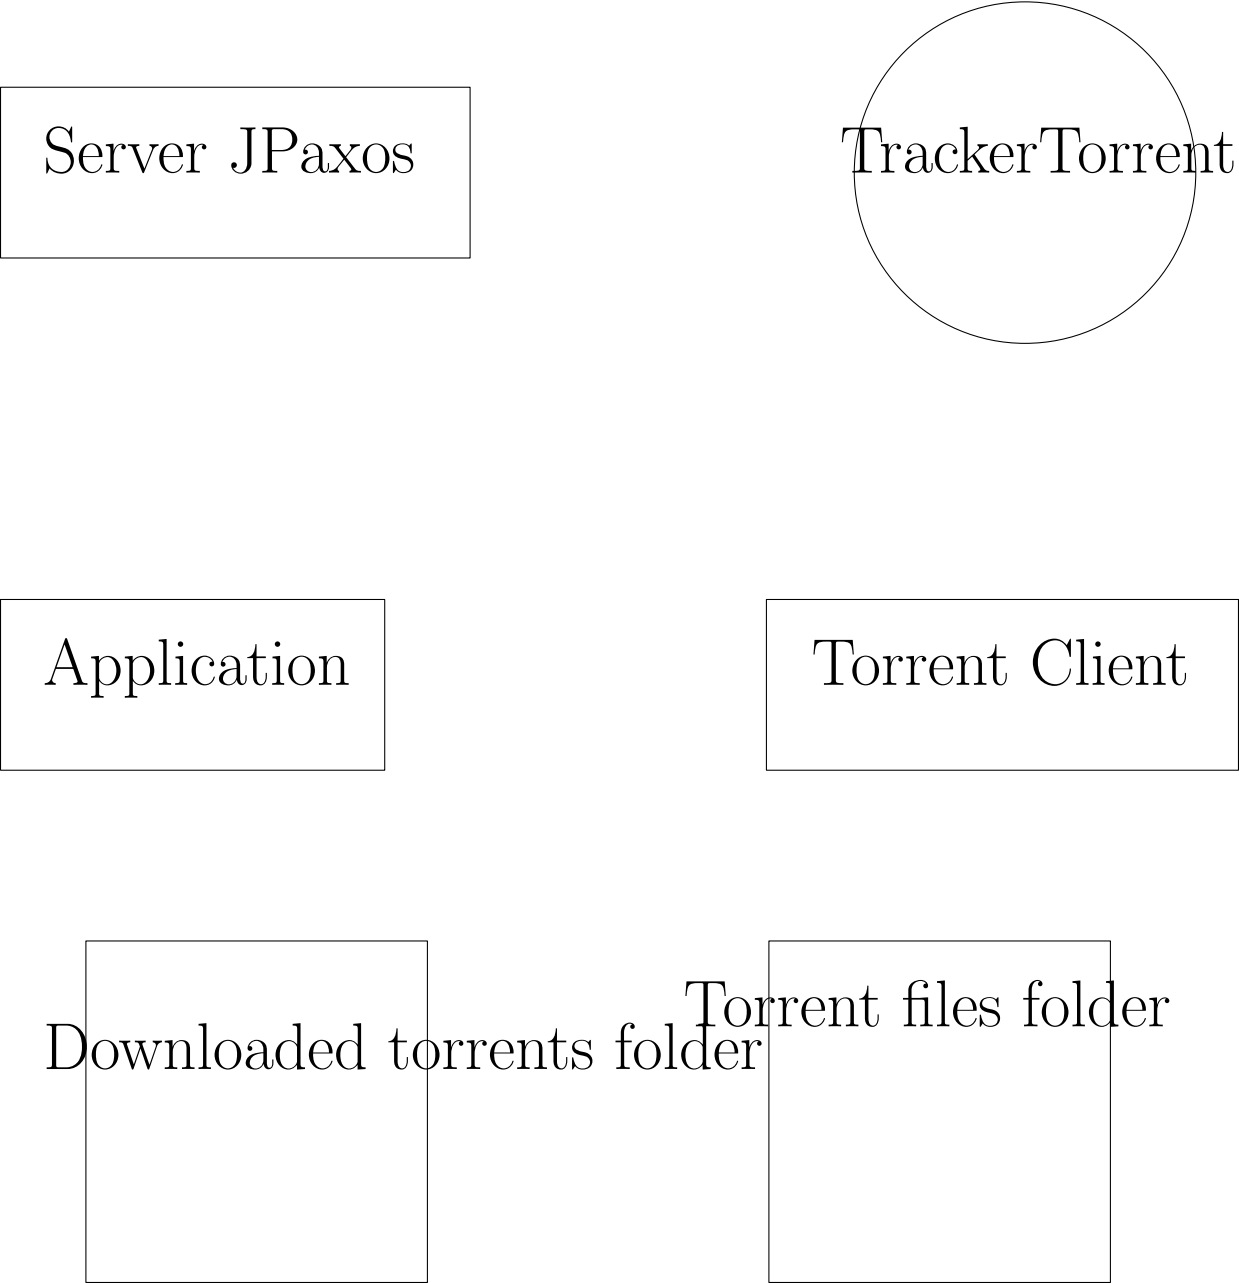 Server JPaxos
TrackerTorrent
Application
Torrent Client
Torrent files folder
Downloaded torrents folder